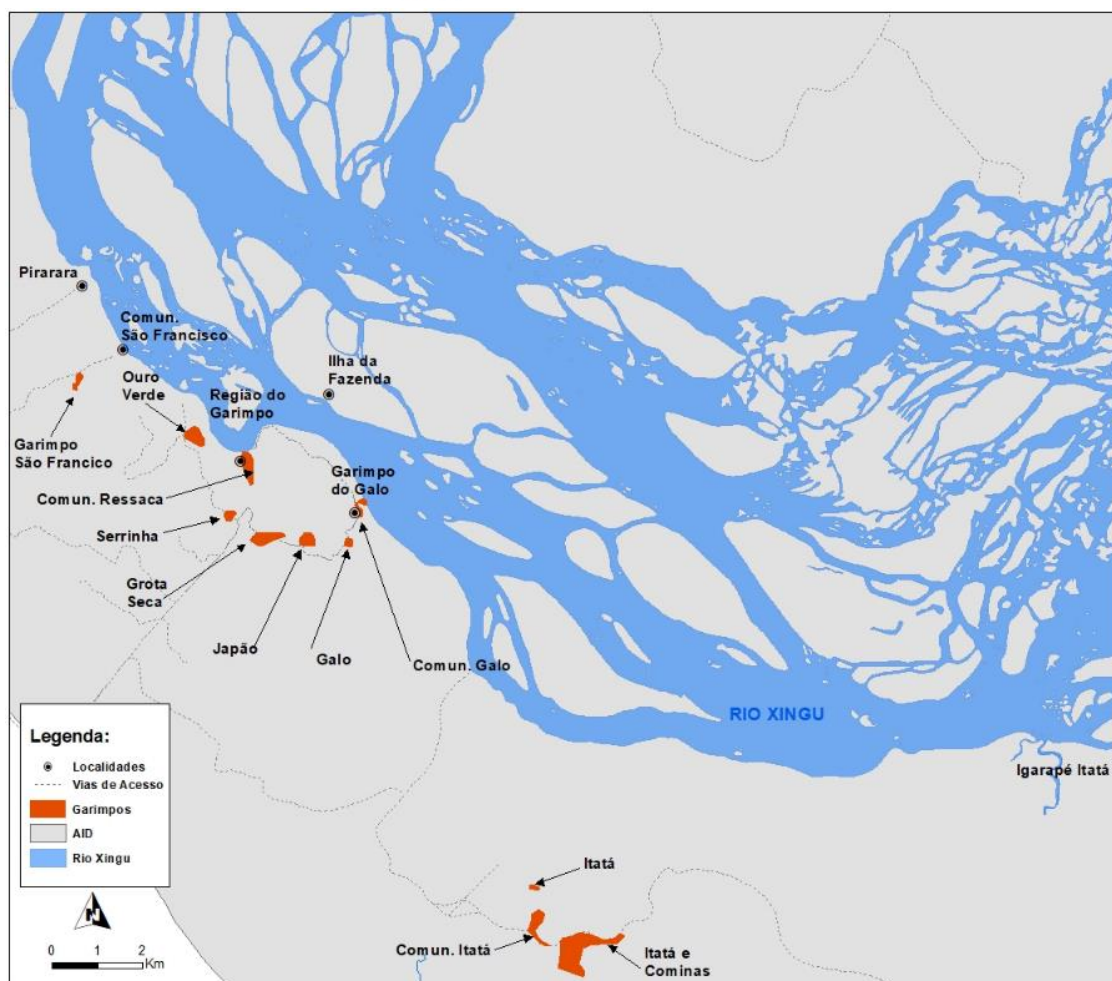 Pirarara
Comun.
São Francisco
Ouro
Verde
Região do
Garimpo
Ilha da
Fazenda
Garimpo
São Francico
Comun. Ressaca
Garimpo
do Galo
Serrinha
Grota
Seca
Japão
Galo
Comun. Galo
RIO XINGU
Igarapé Itatá
Legenda:
Localidades
Vias de Acesso
Garimpos
AID
Rio Xingu
N
0 1 2
Km
Itatá
Comun. Itatá
Itatá e
Cominas